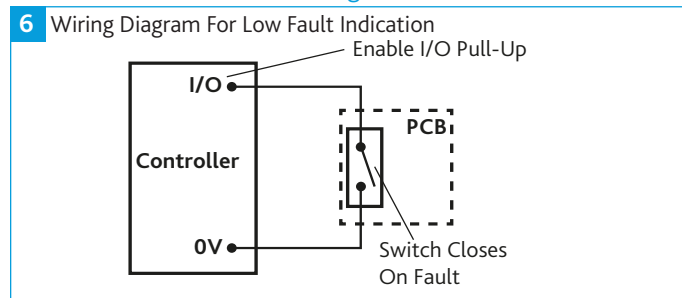 6 Wiring Diagram For Low Fault Indication
Enable I/O Pull-Up
I/O
PCB
Controller
0V
Switch Closes
On Fault